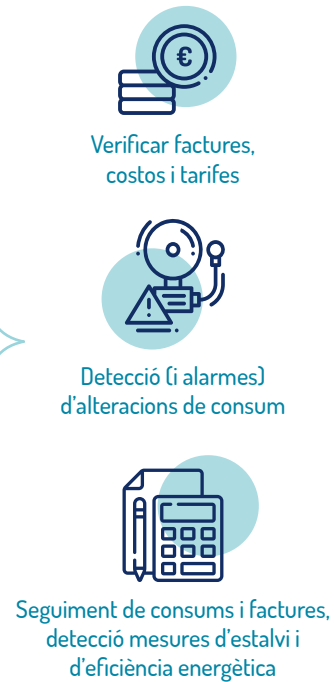 €
Verificar factures,
costos i tarifes
Detecció (i alarmes)
d'alteracions de consum
Seguiment de consums i factures,
detecció mesures d'estalvi i
d'eficiència energètica